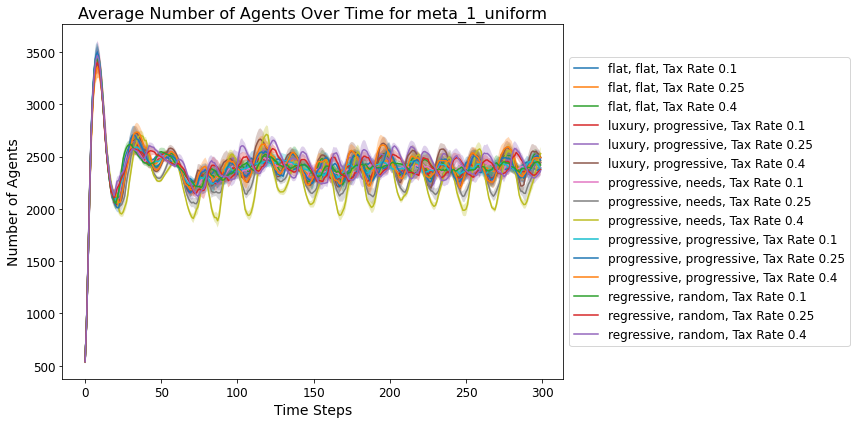 Average Number of Agents Over Time for meta_1_uniform
Number of Agents
3500
3000
2500
2000
1500
1000
500
0
50
100
150
200
250
300
Time Steps
flat, flat, Tax Rate 0.1
flat, flat, Tax Rate 0.25
flat, flat, Tax Rate 0.4
luxury, progressive, Tax Rate 0.1
luxury, progressive, Tax Rate 0.25
luxury, progressive, Tax Rate 0.4
progressive, needs, Tax Rate 0.1
progressive, needs, Tax Rate 0.25
progressive, needs, Tax Rate 0.4
progressive, progressive, Tax Rate 0.1
progressive, progressive, Tax Rate 0.25
progressive, progressive, Tax Rate 0.4
regressive, random, Tax Rate 0.1
regressive, random, Tax Rate 0.25
regressive, random, Tax Rate 0.4